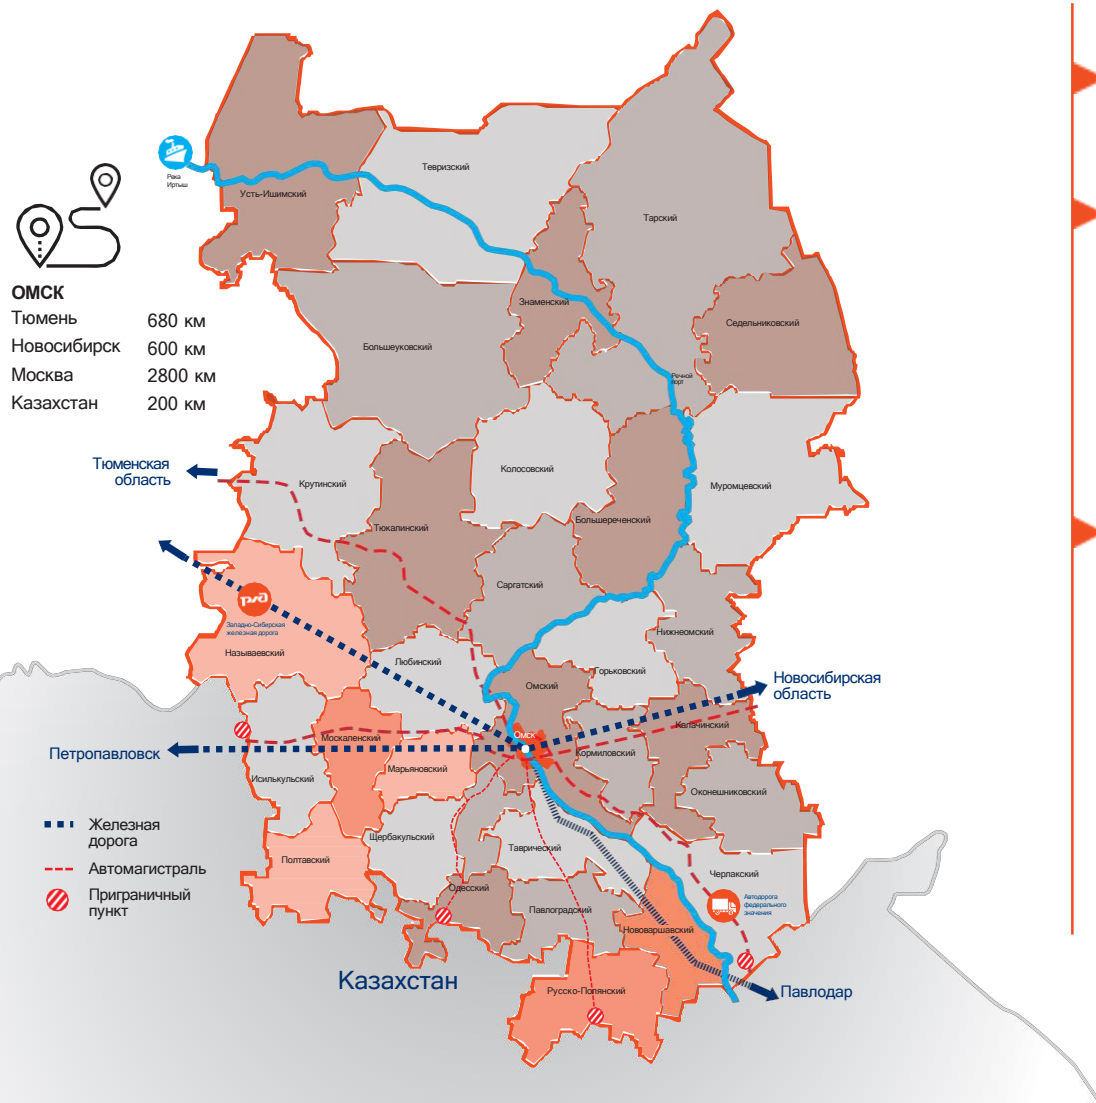 Река
Иртыш
Усть-Ишимский
Тевризский
Тарский
Знаменский
Седельниковский
Большеуковский
Речной
порт
ОМСК
Тюмень 680 км
Новосибирск 600 км
Москва 2800 км
Казахстан 200 км
Тюменская
область
Крутинский
Колосовский
Муромцевский
Тюкалинский
Большереченский
Саргатский
Западно-Сибирская
железная дорога
Называевский
Любинский
Нижнеомский
Горьковский
Омский
Новосибирская
область
Калачинский
Омск
Москаленский
Кормиловский
Петропавловск
Марьяновский
Исилькульский
Оконешниковский
Железная
дорога
Автомагистраль
Приграничный
пункт
Щербакульский
Таврический
Полтавский
Черлакский
Одесский
Автодорога
федерального
значения
Павлоградский
Нововаршавский
Казахстан
Русско-Полянский
Павлодар